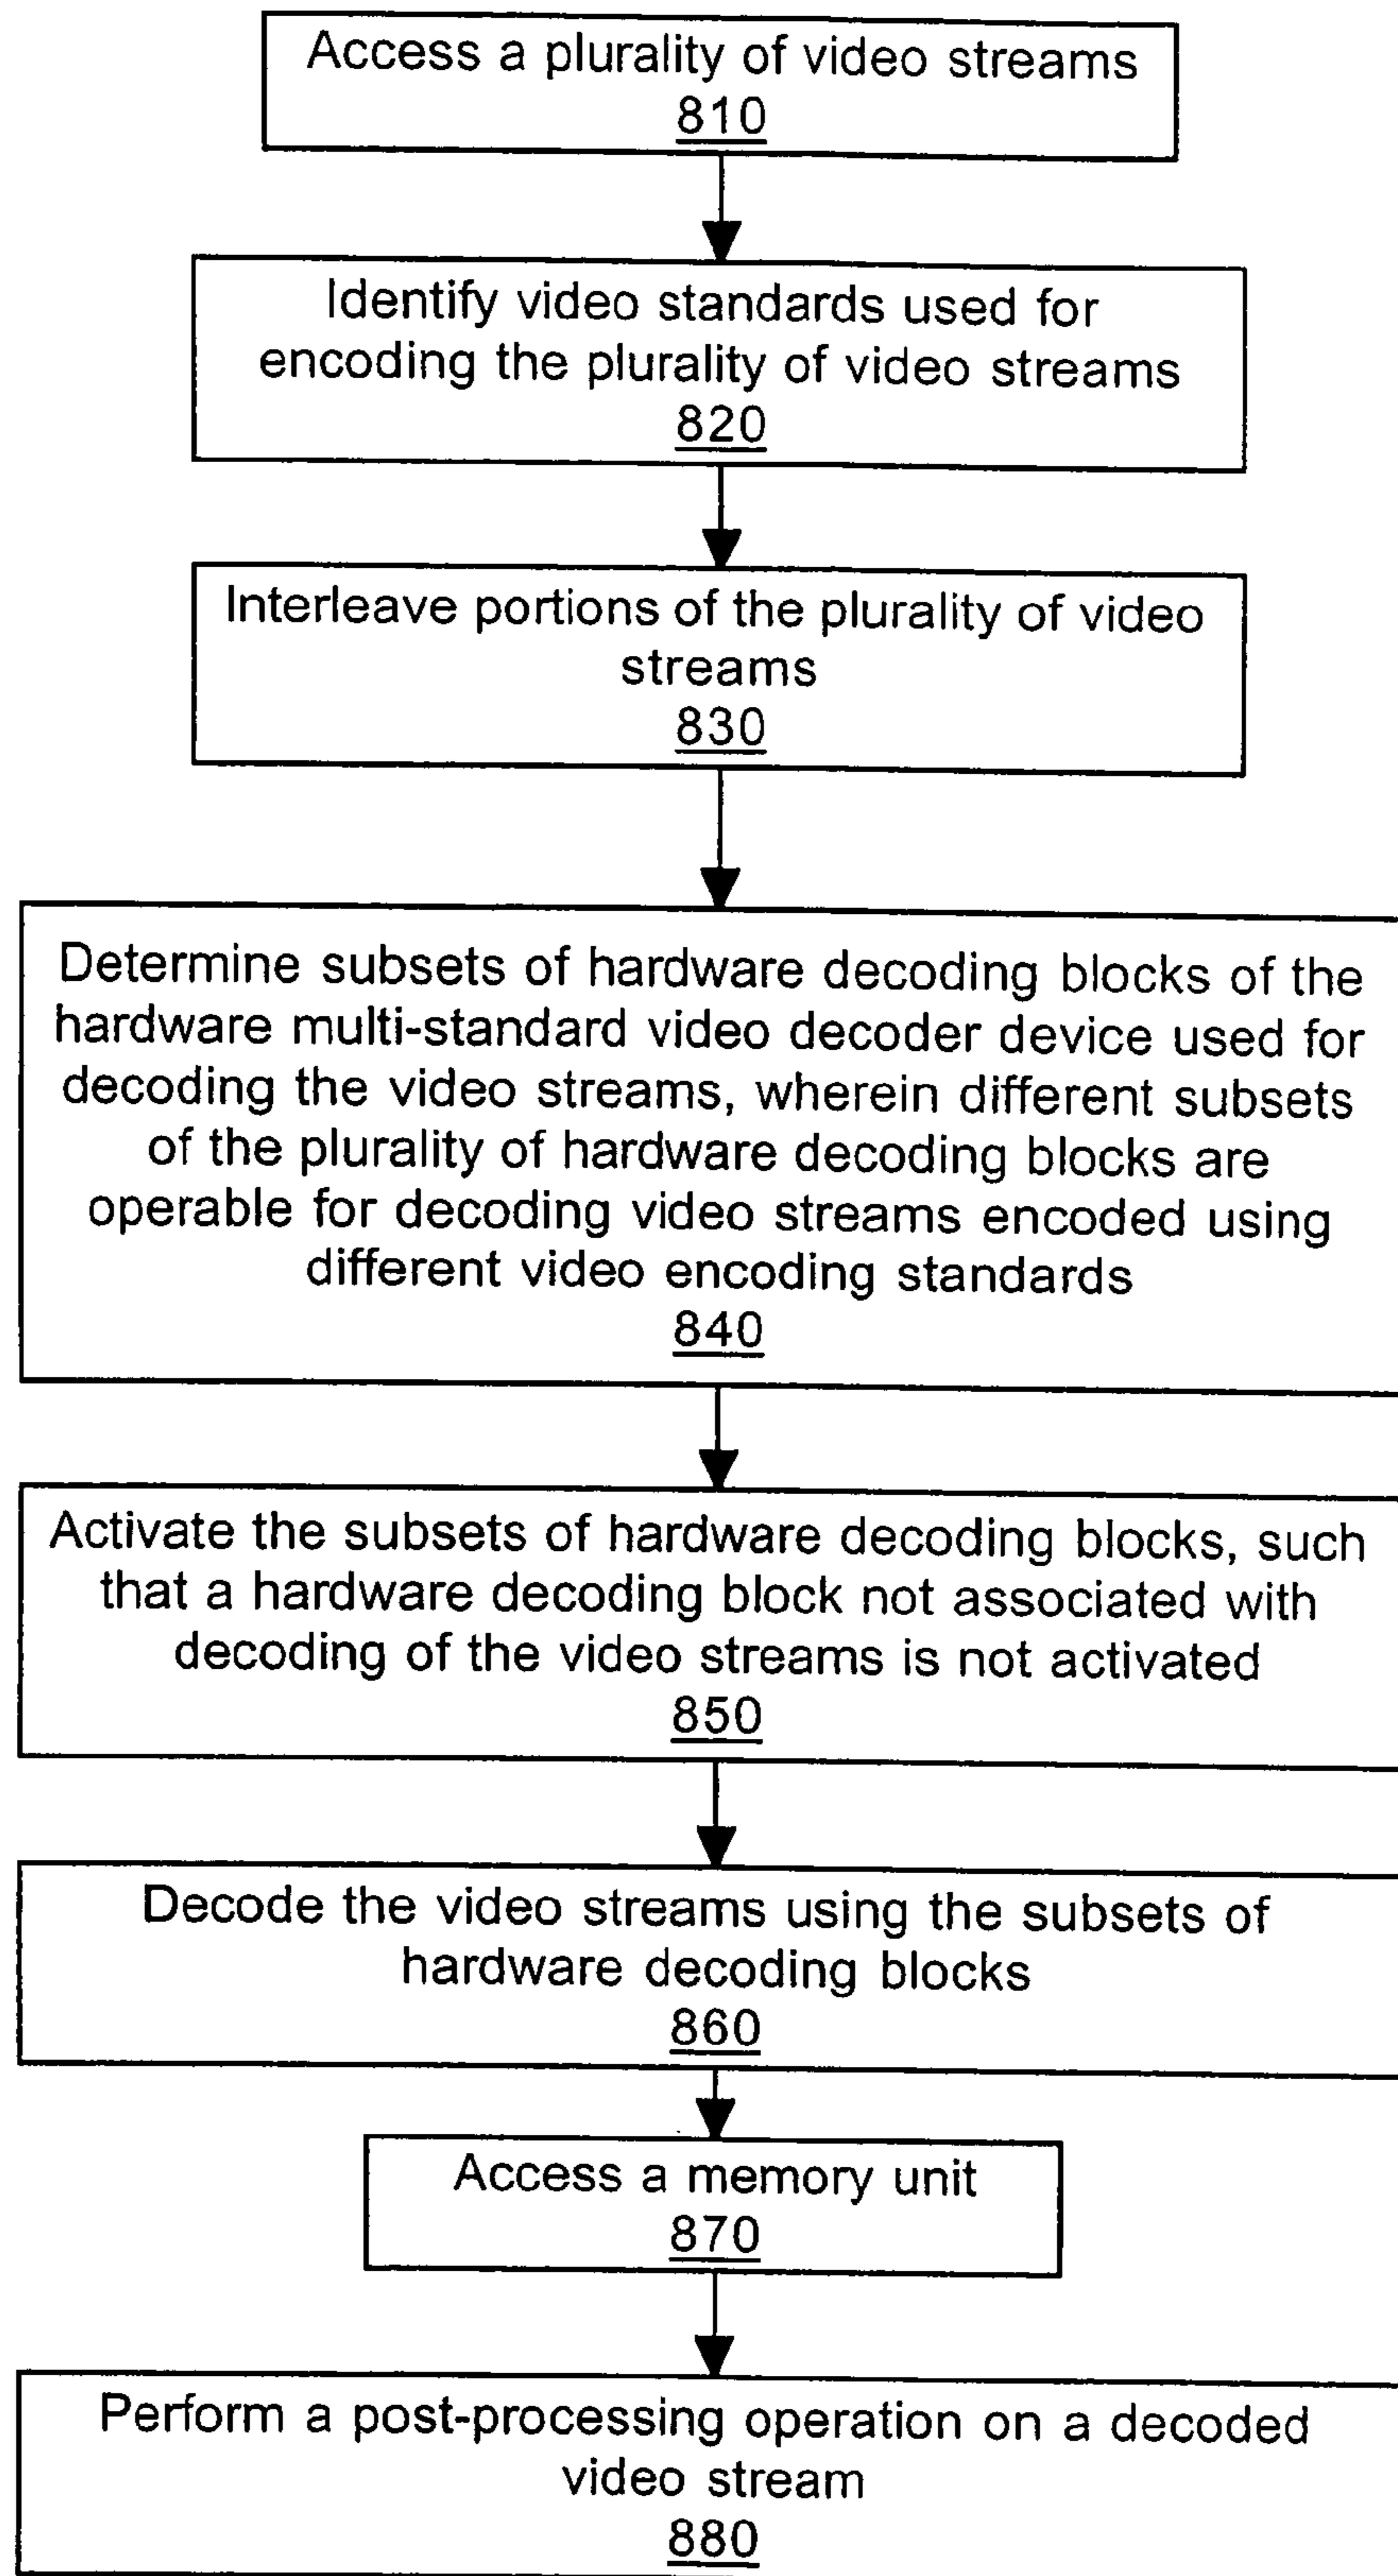 Access a plurality of video streams
810
Identify video standards used for
encoding the plurality of video streams
820
Interleave portions of the plurality of video
streams
830
Determine subsets of hardware decoding blocks of the
hardware multi-standard video decoder device used for
decoding the video streams, wherein different subsets
of the plurality of hardware decoding blocks are
operable for decoding video streams encoded using
different video encoding standards
840
Activate the subsets of hardware decoding blocks, such
that a hardware decoding block not associated with
decoding of the video streams is not activated
850
Decode the video streams using the subsets of
hardware decoding blocks
860
Access a memory unit
870
Perform a post-processing operation on a decoded
video stream
880